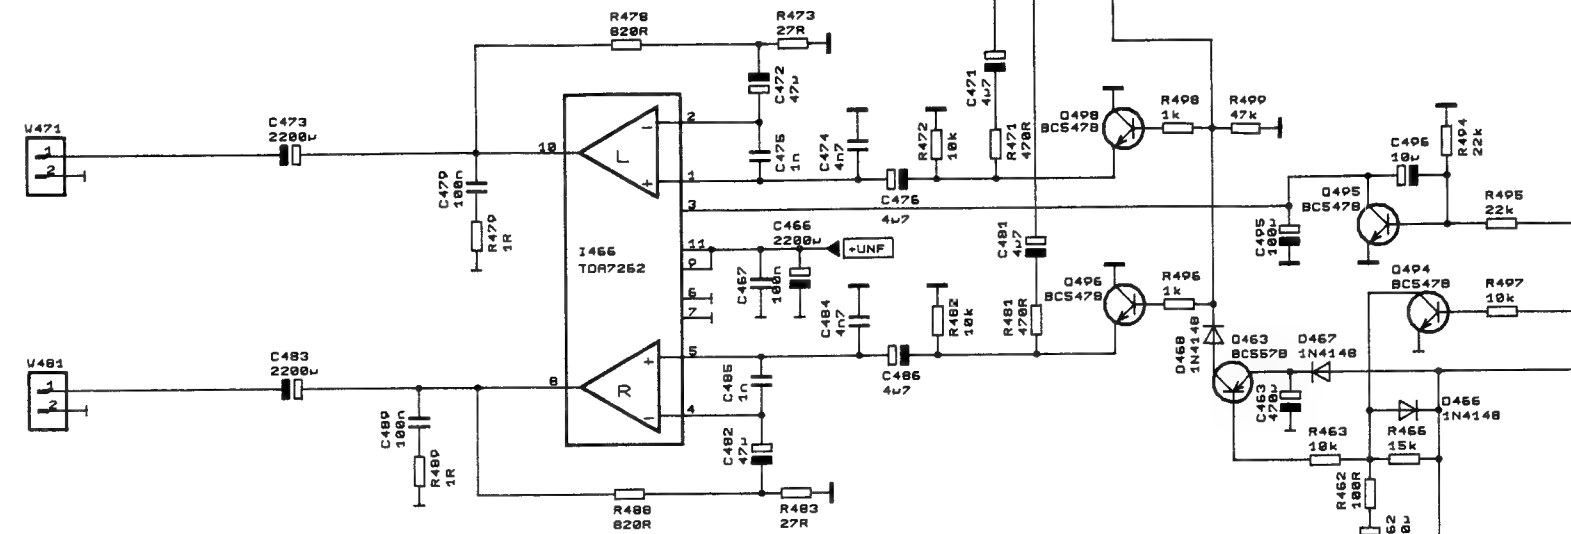 R478
820R
R473
27R
C472
47µ
C471
4µ7
W471
1
2
C473
2200µ
10
L
-
+
2
1
3
C475
1n
C474
4n7
R472
10k
R471
470R
Q498
BC547B
R498
1k
R499
47k
C496
10µ
R494
22k
C479
100n
R479
1R
C476
4µ7
Q495
BC547B
R495
22k
C495
100µ
I466
TDA7262
11
9
6
7
C466
2200µ
+UNF
C467
100n
C481
4µ7
Q496
BC547B
R496
1k
Q494
BC547B
R497
10k
C484
4n7
R482
10k
R481
470R
W481
1
2
C483
2200µ
8
R
+
-
5
4
C485
1n
C486
4µ7
D468
1N4148
Q463
BC557B
D467
1N4148
C463
470µ
D466
1N4148
C489
100n
R489
1R
C482
47µ
R463
10k
R466
15k
R462
100R
R488
820R
R483
27R